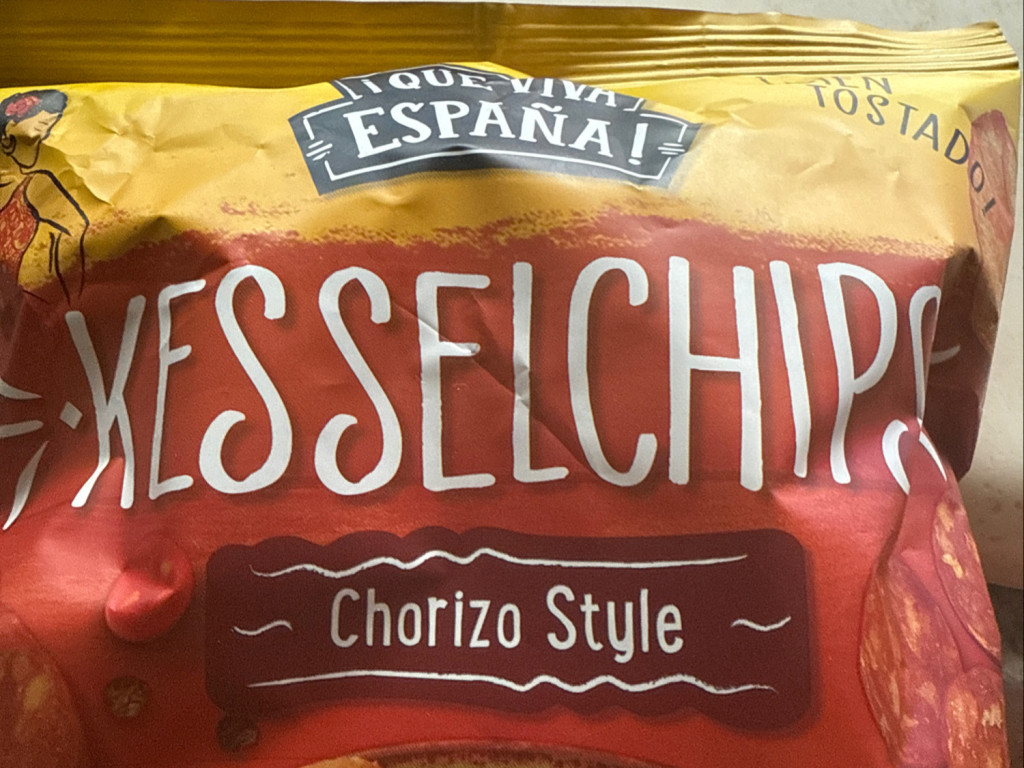 ¡QUE VIVA
ESPAÑA!
TOSTADO!
KESSELCHIPS
Chorizo Style